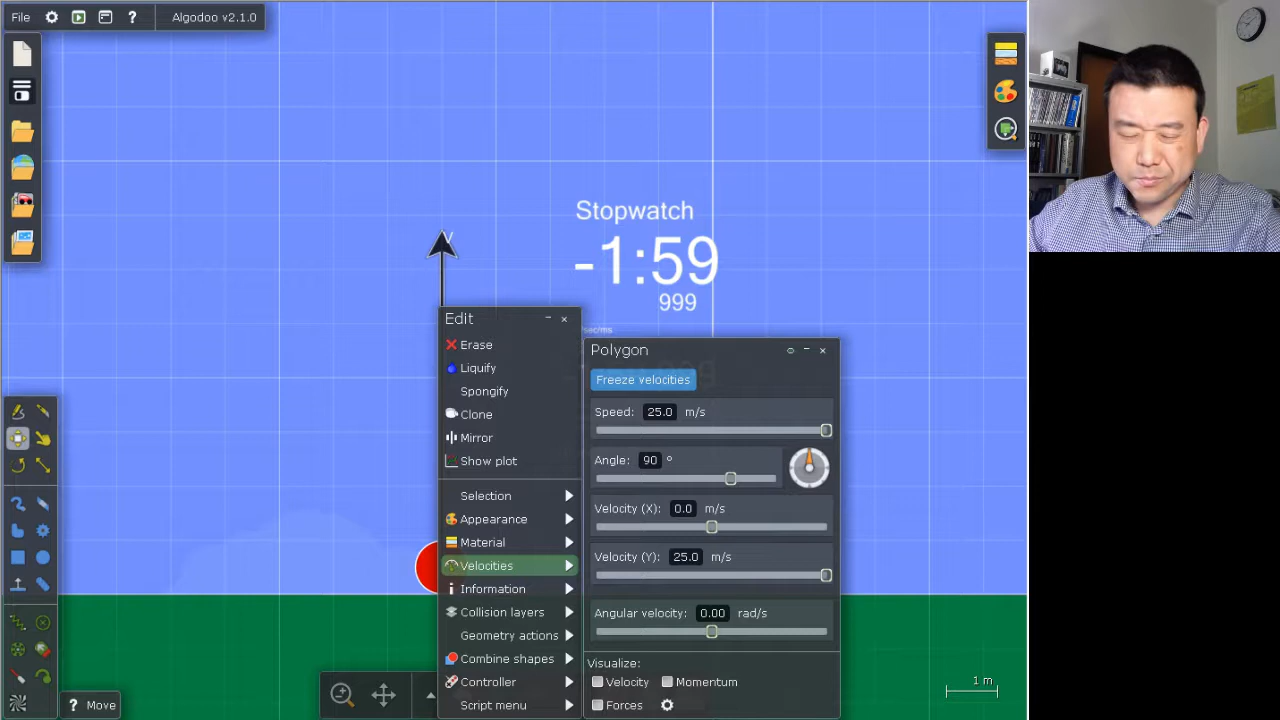 File
?
Algodoo v2.1.0
Stopwatch
-1:59
999
/sec/ms
Edit
Erase
Liquify
Spongify
Clone
Mirror
Show plot
Selection
Appearance
Material
Velocities
Information
Collision layers
Geometry actions
Combine shapes
Controller
Script menu
Polygon
Freeze velocities
Speed: 25.0 m/s
Angle: 90 °
Velocity (X): 0.0 m/s
Velocity (Y): 25.0 m/s
Angular velocity: 0.00 rad/s
Visualize:
Velocity
Momentum
Forces
1 m
? Move